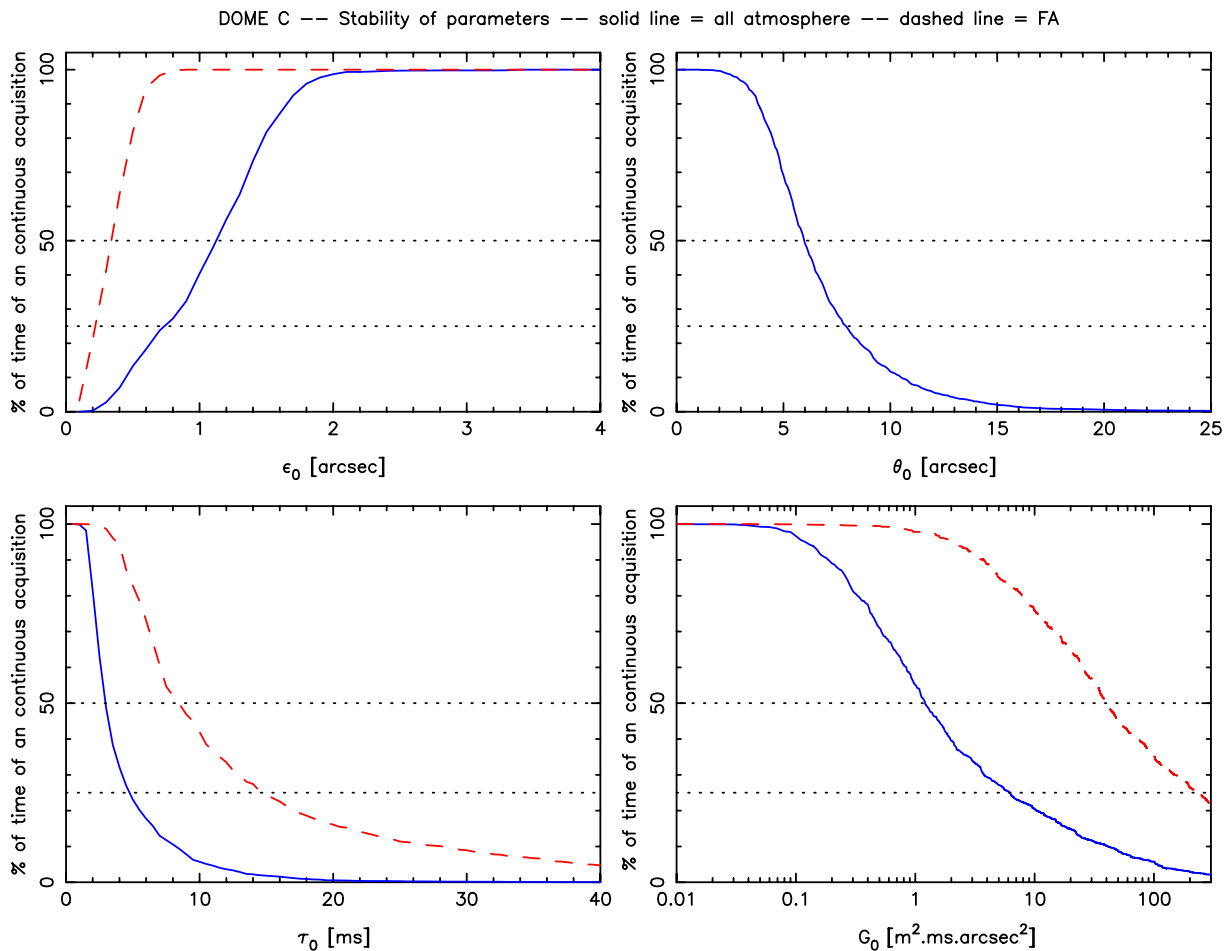 DOME C –– Stability of parameters –– solid line = all atmosphere –– dashed line = FA
% of time of an continuous acquisition
100
50
0
0 1 2 3 4
ϵ₀ [arcsec]
% of time of an continuous acquisition
100
50
0
0 5 10 15 20 25
θ₀ [arcsec]
% of time of an continuous acquisition
100
50
0
0 10 20 30 40
τ₀ [ms]
% of time of an continuous acquisition
100
50
0
0.01 0.1 1 10 100
G₀ [m².ms.arcsec²]